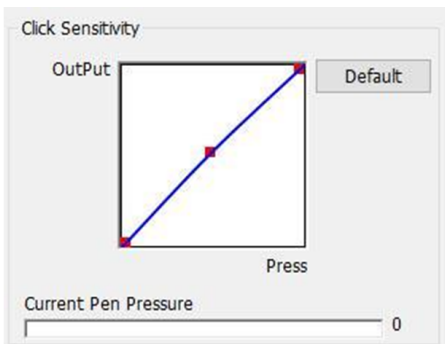 Click Sensitivity
OutPut
Default
Press
Current Pen Pressure
0